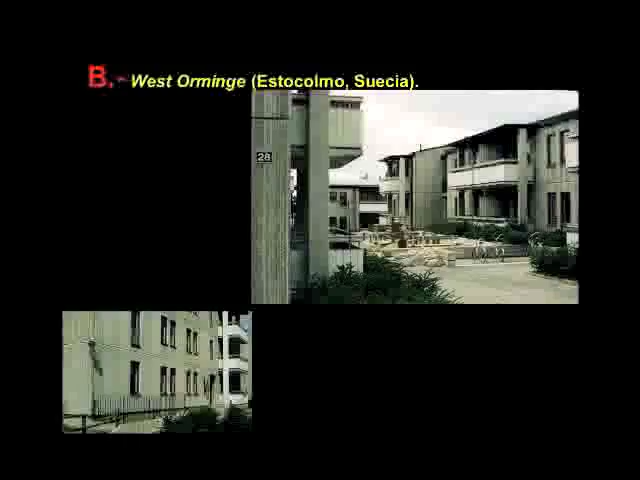 B.- West Orminge (Estocolmo, Suecia).
28